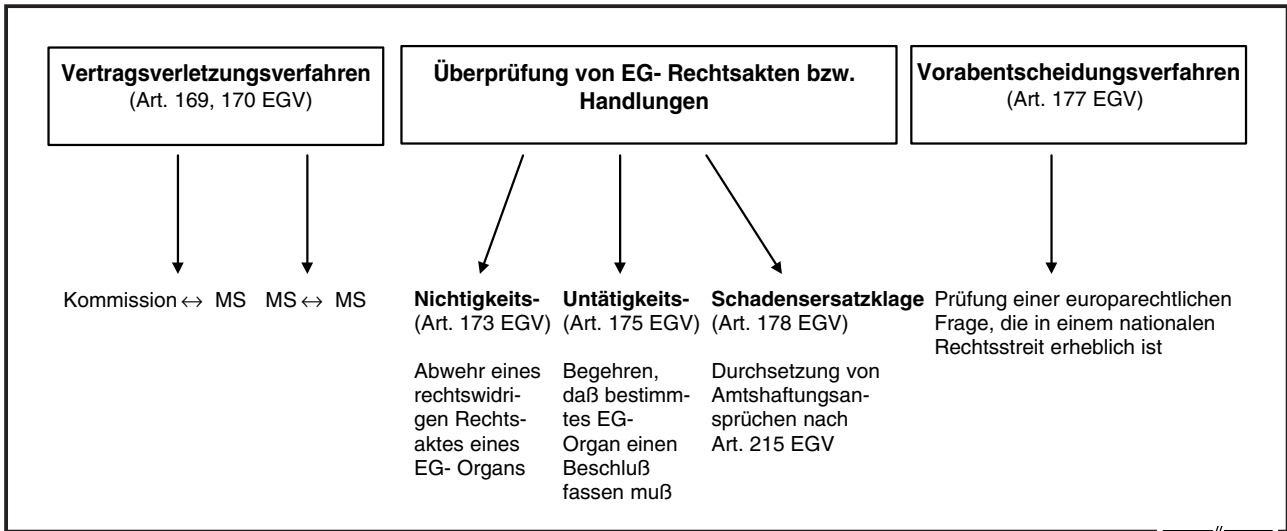 Vertragsverletzungsverfahren
(Art. 169, 170 EGV)
Überprüfung von EG- Rechtsakten bzw.
Handlungen
Vorabentscheidungsverfahren
(Art. 177 EGV)
Kommission ↔ MS
MS ↔ MS
Nichtigkeits-
(Art. 173 EGV)
Abwehr eines
rechtswidri-
gen Rechts-
aktes eines
EG- Organs
Untätigkeits-
(Art. 175 EGV)
Begehren,
daß bestimm-
tes EG-
Organ einen
Beschluß
fassen muß
Schadensersatzklage
(Art. 178 EGV)
Durchsetzung von
Amtshaftungsan-
sprüchen nach
Art. 215 EGV
Prüfung einer europarechtlichen
Frage, die in einem nationalen
Rechtsstreit erheblich ist